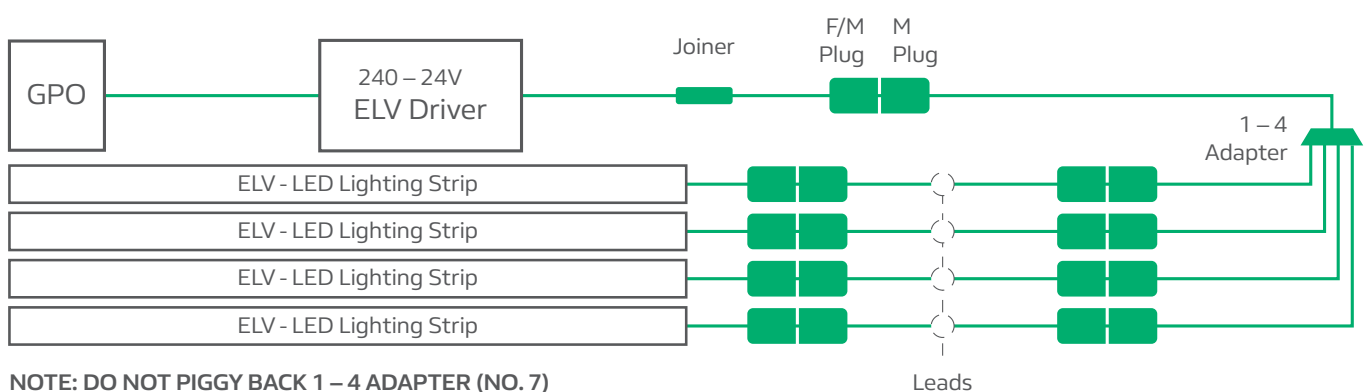 GPO
240 – 24V
ELV Driver
Joiner
F/M
Plug
M
Plug
1 – 4
Adapter
ELV - LED Lighting Strip
ELV - LED Lighting Strip
ELV - LED Lighting Strip
ELV - LED Lighting Strip
NOTE: DO NOT PIGGY BACK 1 – 4 ADAPTER (NO. 7)
Leads